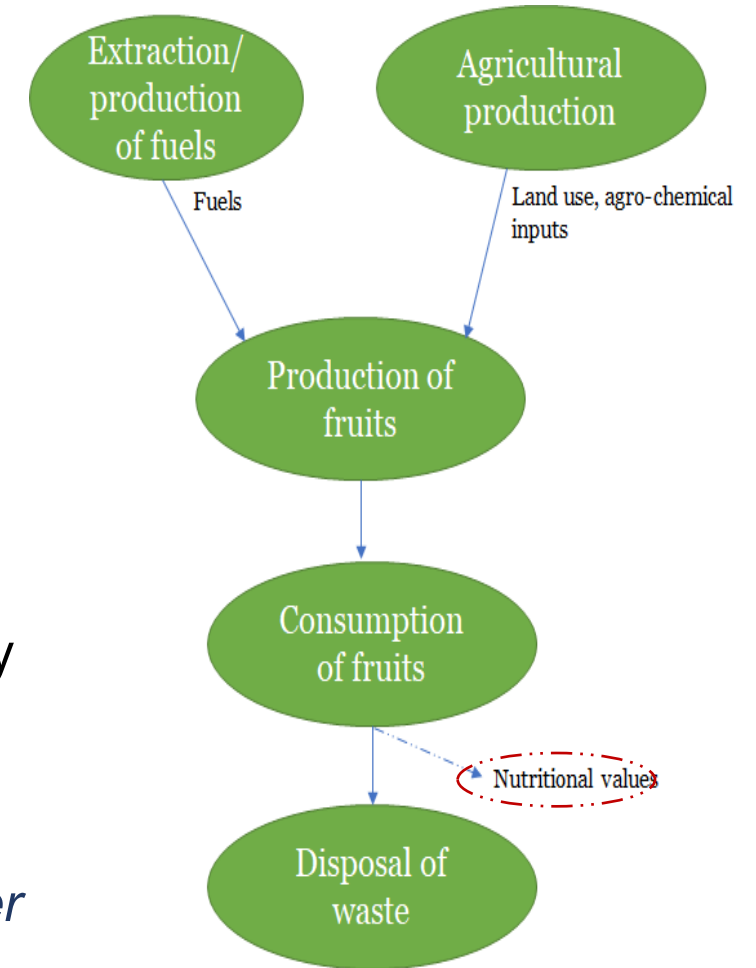 Extraction/
production
of fuels
Agricultural
production
Fuels
Land use, agro-chemical
inputs
Production of
fruits
Consumption
of fruits
y
Nutritional values
Disposal of
waste
er